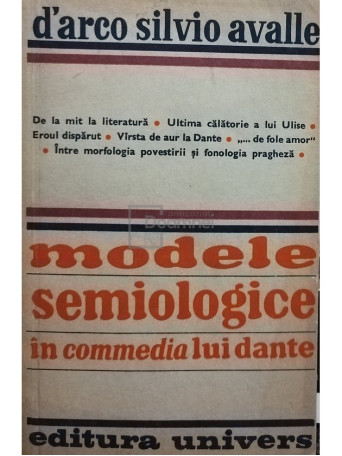 d'arco silvio avalle
De la mit la literatură • Ultima călătorie a lui Ulise •
Eroul dispărut • Vîrsta de aur la Dante • „... de fole amor"
• Între morfologia povestirii și fonologia pragheză •
modele
semiologice
în commedia lui dante
editura univers